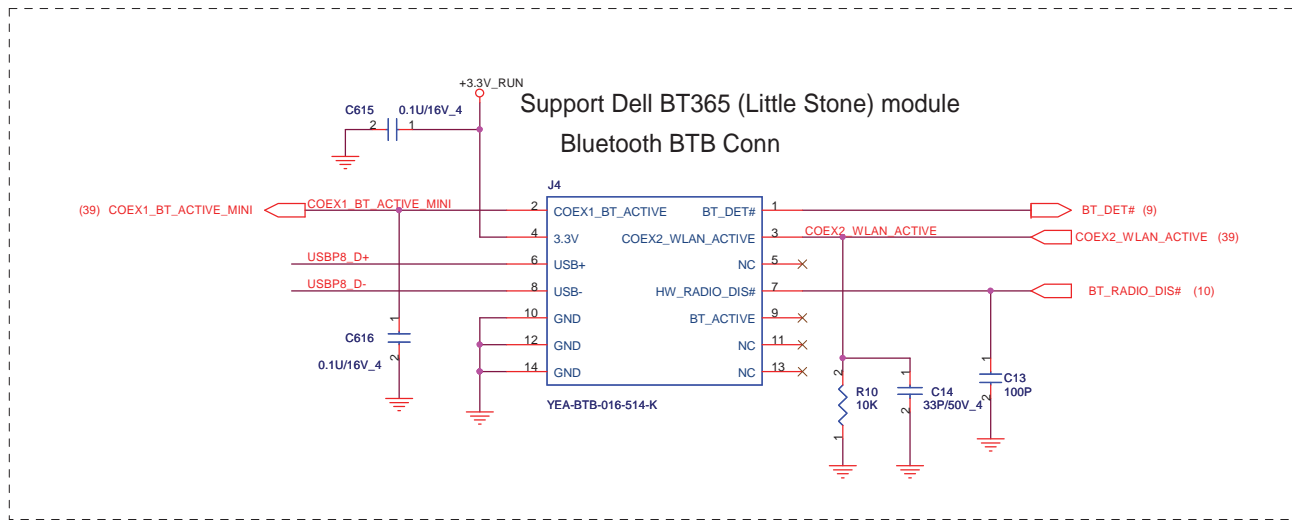 +3.3V_RUN
C615 0.1U/16V_4
2 1
Support Dell BT365 (Little Stone) module
Bluetooth BTB Conn
J4
(39) COEX1_BT_ACTIVE_MINI COEX1_BT_ACTIVE_MINI 2 COEX1_BT_ACTIVE BT_DET# 1 BT_DET# (9)
4 3.3V COEX2_WLAN_ACTIVE 3 COEX2_WLAN_ACTIVE COEX2_WLAN_ACTIVE (39)
USBP8_D+ 6 USB+ NC 5
USBP8_D- 8 USB- HW_RADIO_DIS# 7 BT_RADIO_DIS# (10)
10 GND BT_ACTIVE 9
12 GND NC 11
14 GND NC 13
YEA-BTB-016-514-K
1
C616
0.1U/16V_4
2
2
R10
10K
1
1
C14
33P/50V_4
2
1
C13
100P
2